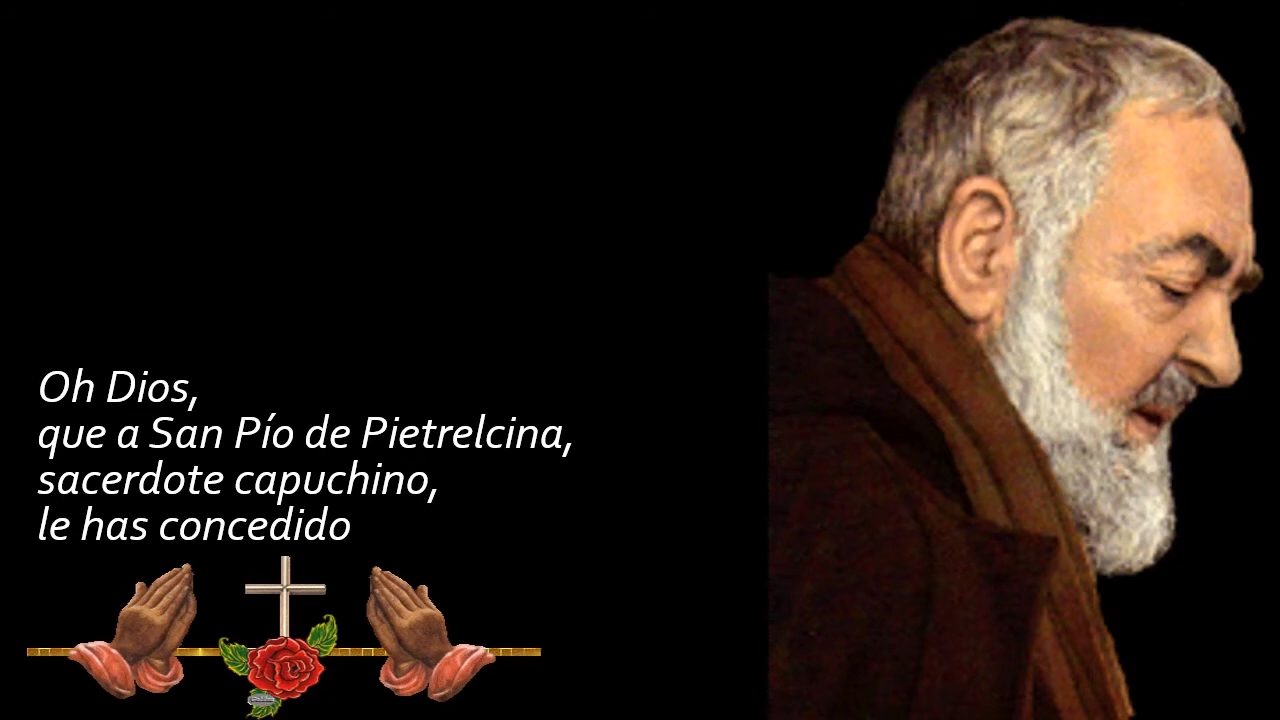 Oh Dios,
que a San Pío de Pietrelcina,
sacerdote capuchino,
le has concedido